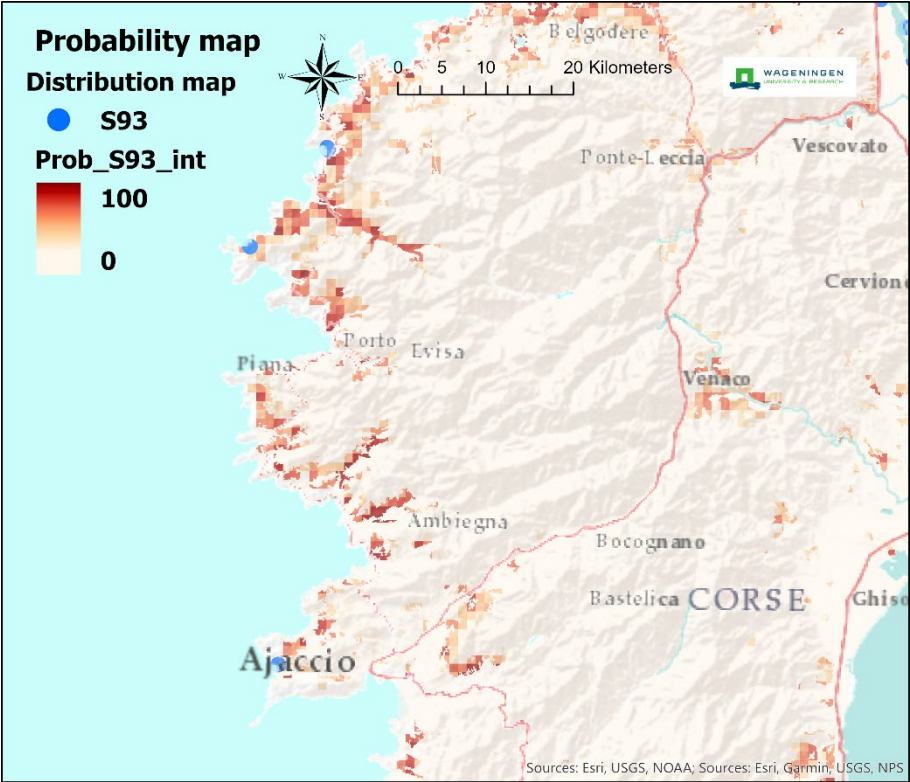 Probability map
Distribution map
S93
Prob_S93_int
100
0
N
W
S
0 5 10 20 Kilometers
WAGENINGEN
UNIVERSITY & RESEARCH
Belgodere
Ponte-Leccia
Vescovato
Cervione
Porto
Evisa
Piana
Venaco
Ambiegna
Bocognano
Bastelica
CORSE
Ghiso
Ajaccio
Sources: Esri, USGS, NOAA; Sources: Esri, Garmin, USGS, NPS